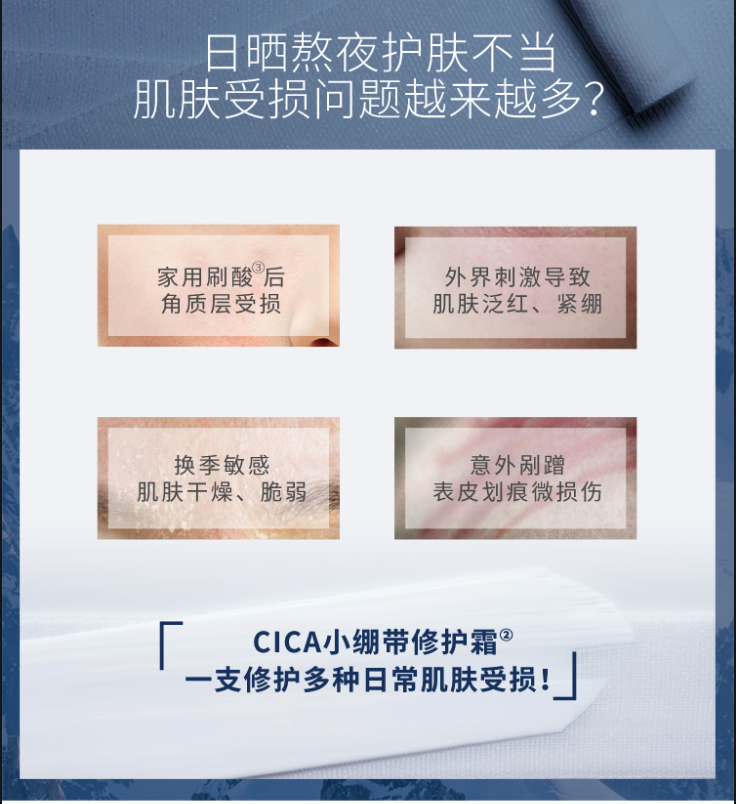 日晒熬夜护肤不当
肌肤受损问题越来越多?
家用刷酸③后
角质层受损
外界刺激导致
肌肤泛红、紧绷
换季敏感
肌肤干燥、脆弱
意外剐蹭
表皮划痕微损伤
CICA小绷带修护霜②
一支修护多种日常肌肤受损!